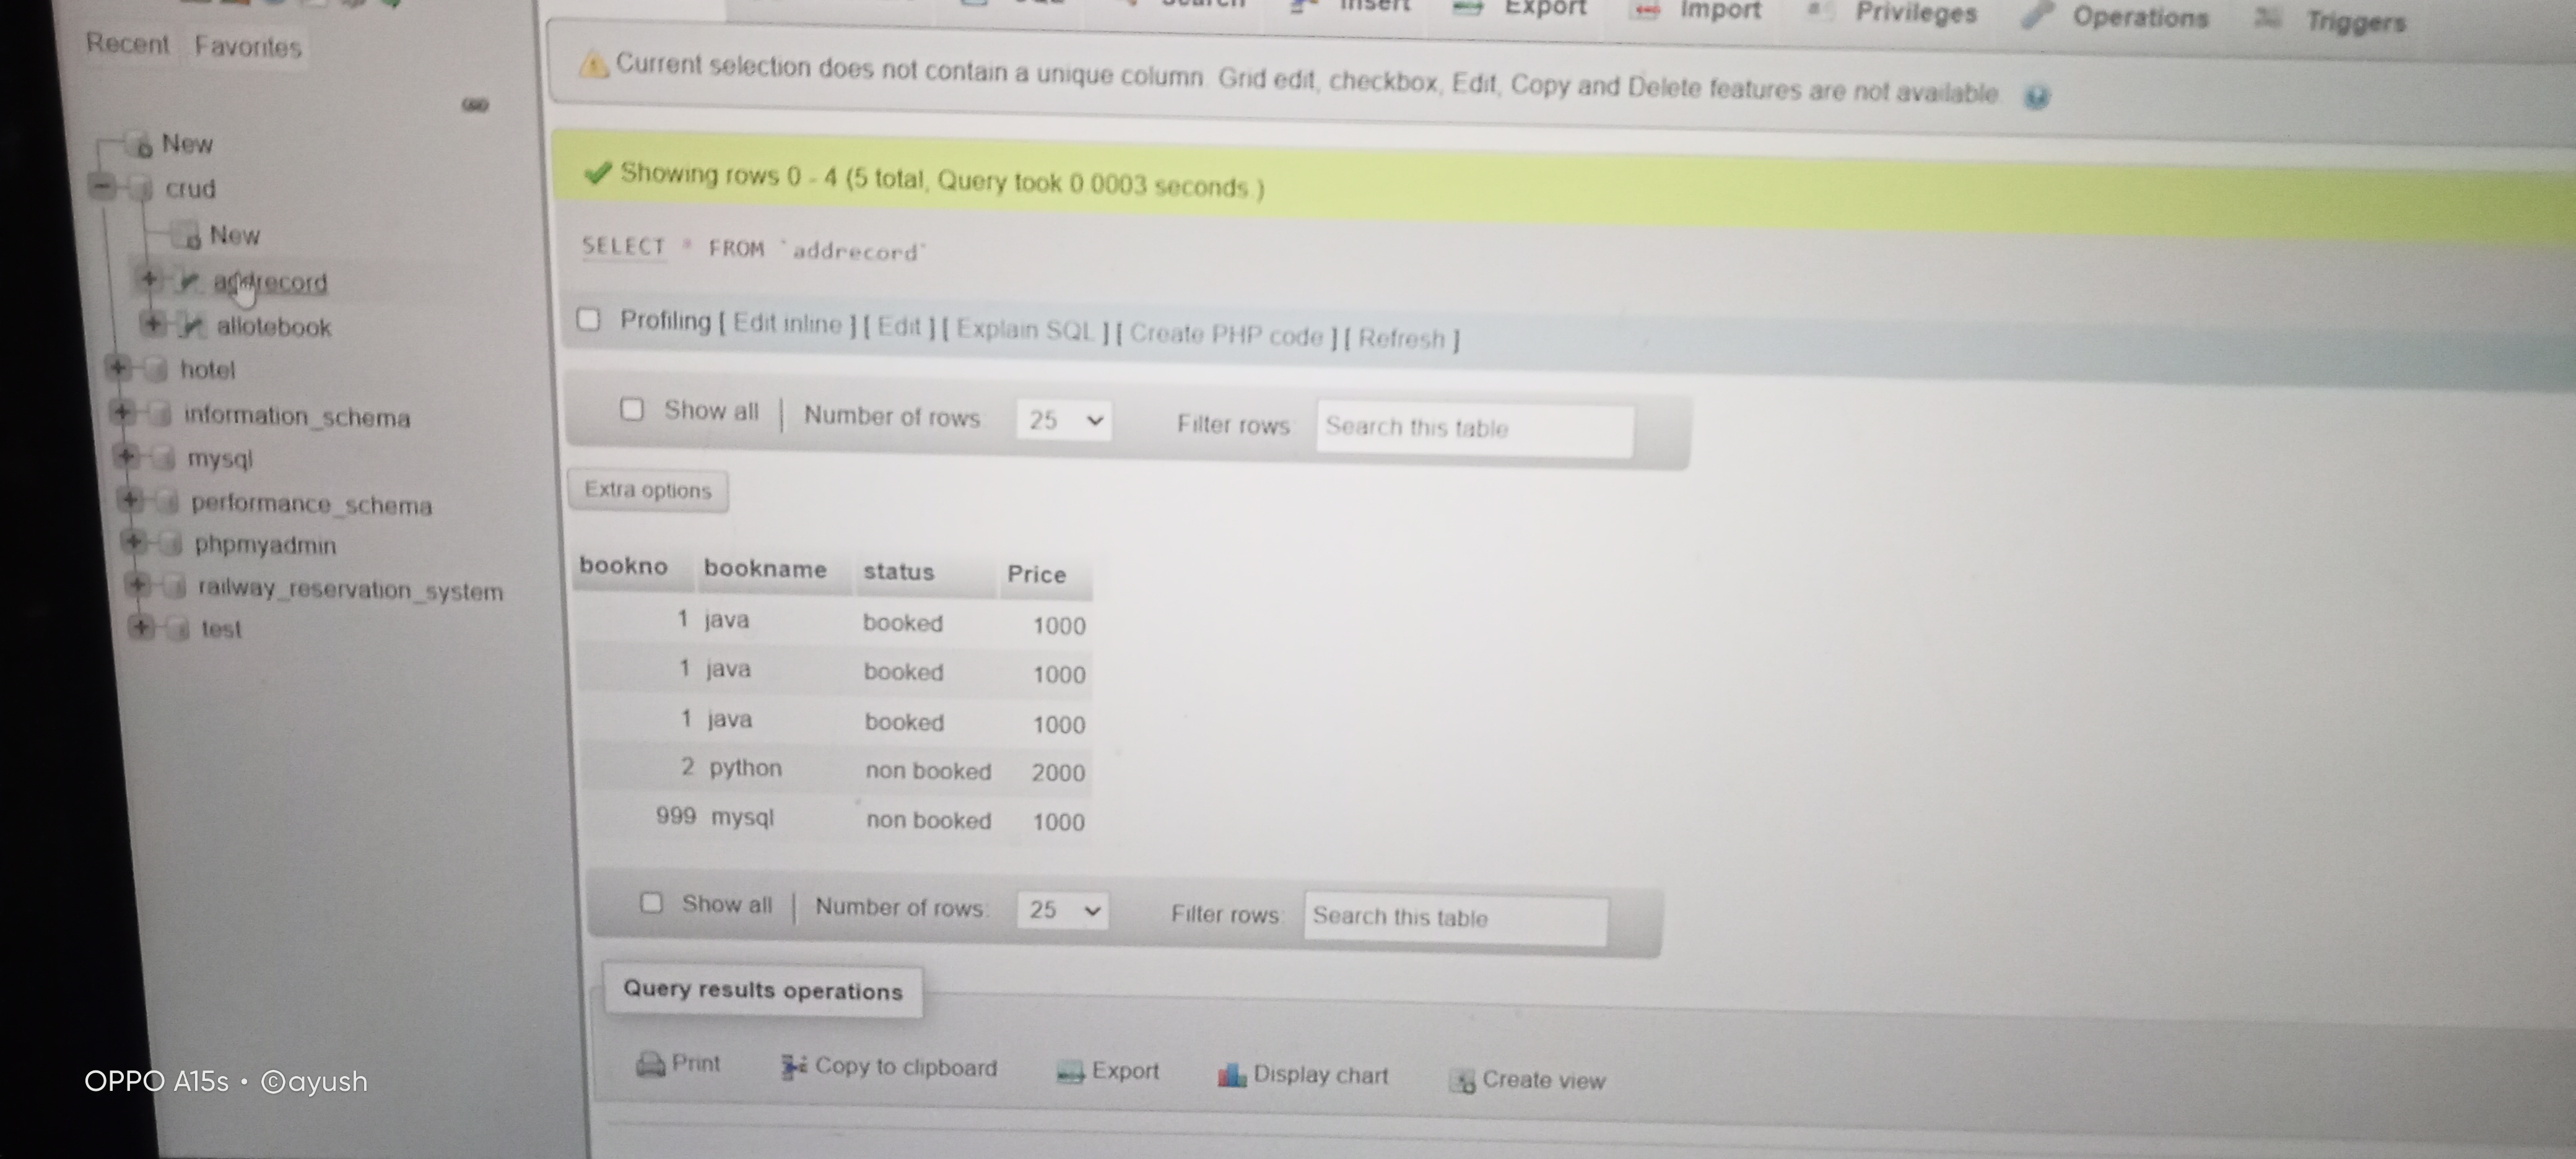 Insert Export Import Privileges Operations Triggers
Recent Favorites
Current selection does not contain a unique column. Grid edit, checkbox, Edit, Copy and Delete features are not available.
New
crud
New
addrecord
allotebook
hotel
information_schema
mysql
performance_schema
phpmyadmin
railway_reservation_system
test
Showing rows 0 - 4 (5 total, Query took 0.0003 seconds.)
SELECT * FROM `addrecord`
Profiling [ Edit inline ] [ Edit ] [ Explain SQL ] [ Create PHP code ] [ Refresh ]
Show all | Number of rows: 25 Filter rows: Search this table
Extra options
bookno bookname status Price
1 java booked 1000
1 java booked 1000
1 java booked 1000
2 python non booked 2000
999 mysql non booked 1000
Show all | Number of rows: 25 Filter rows: Search this table
Query results operations
Print Copy to clipboard Export Display chart Create view
OPPO A15s • ©ayush